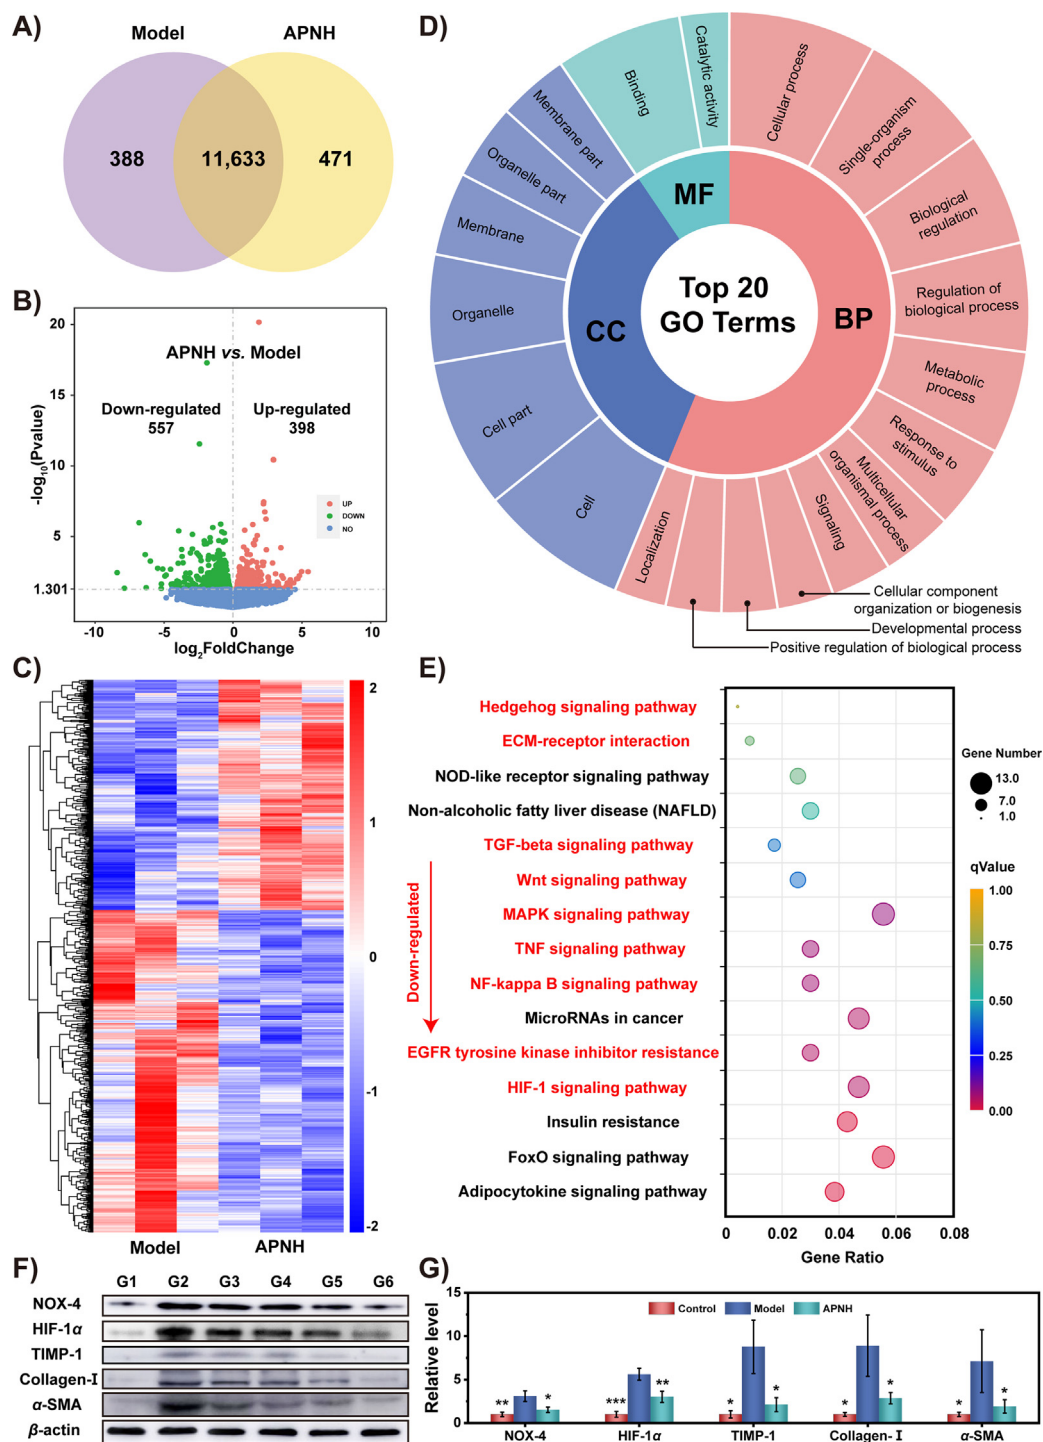 A)
Model
APNH
388
11,633
471
B)
20
15
10
5
1.301
-log10(Pvalue)
APNH vs. Model
Down-regulated
557
Up-regulated
398
UP
DOWN
NO
-10
-5
0
5
10
log2FoldChange
C)
2
1
0
-1
-2
Model
APNH
D)
Top 20
GO Terms
MF
BP
CC
Catalytic activity
Cellular process
Single-organism
process
Biological
regulation
Regulation of
biological process
Metabolic
process
Response to
stimulus
Multicellular
organismal process
Signaling
Cellular component
organization or biogenesis
Developmental process
Positive regulation of biological process
Localization
Cell
Cell part
Organelle
Membrane
Organelle part
Membrane part
Binding
E)
Hedgehog signaling pathway
ECM-receptor interaction
NOD-like receptor signaling pathway
Non-alcoholic fatty liver disease (NAFLD)
TGF-beta signaling pathway
Wnt signaling pathway
MAPK signaling pathway
TNF signaling pathway
NF-kappa B signaling pathway
MicroRNAs in cancer
EGFR tyrosine kinase inhibitor resistance
HIF-1 signaling pathway
Insulin resistance
FoxO signaling pathway
Adipocytokine signaling pathway
Down-regulated
0
0.02
0.04
0.06
0.08
Gene Ratio
Gene Number
13.0
7.0
1.0
qValue
1.00
0.75
0.50
0.25
0.00
F)
G1 G2 G3 G4 G5 G6
NOX-4
HIF-1α
TIMP-1
Collagen-I
α-SMA
β-actin
G)
Relative level
15
10
5
0
Control
Model
APNH
** *
*** **
* *
* *
* *
NOX-4
HIF-1α
TIMP-1
Collagen- I
α-SMA